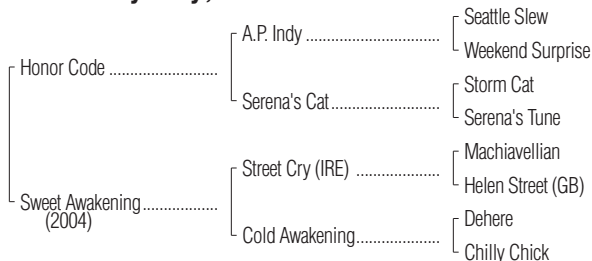 Seattle Slew
A.P. Indy
Weekend Surprise
Honor Code
Storm Cat
Serena's Cat
Serena's Tune
Machiavellian
Street Cry (IRE)
Helen Street (GB)
Sweet Awakening
(2004)
Dehere
Cold Awakening
Chilly Chick